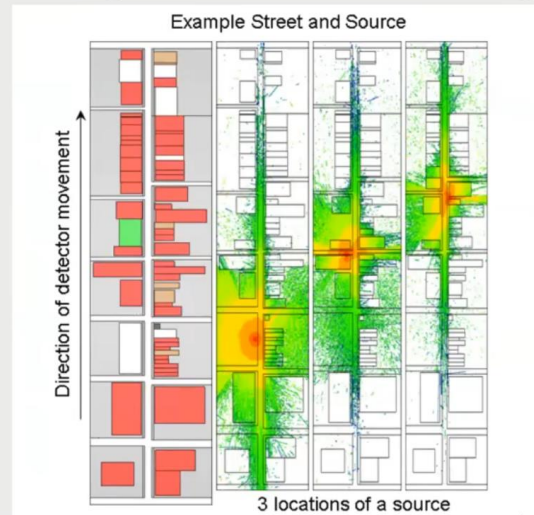 Example Street and Source
Direction of detector movement
3 locations of a source